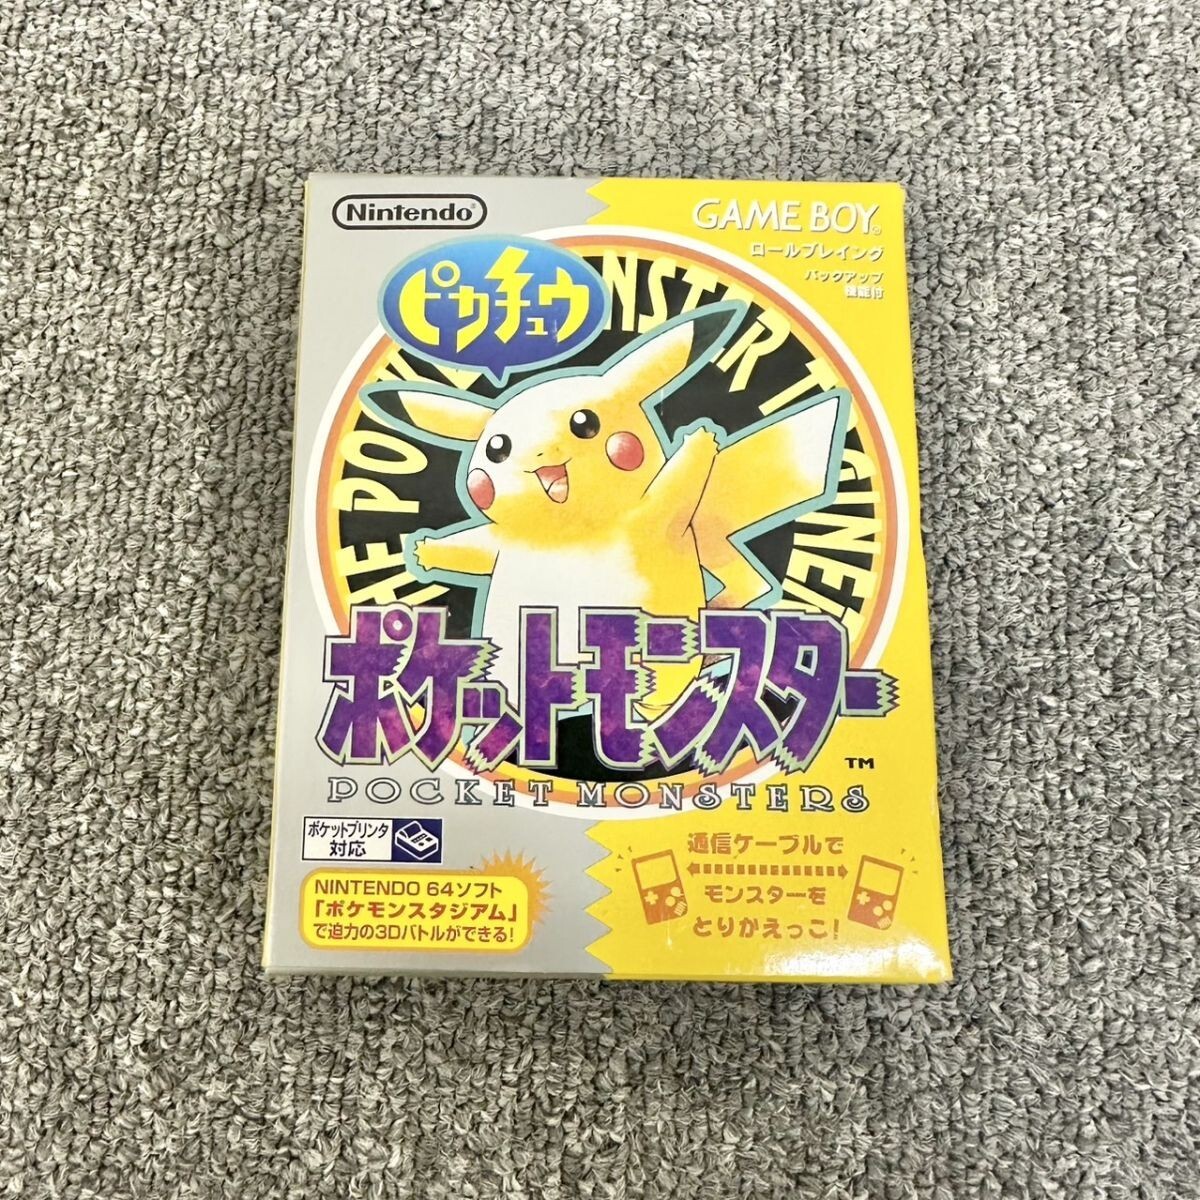 Nintendo
GAME BOY
ロールプレイング
バックアップ
機能付
ピカチュウ
THE POCKET MONSTER TRAINER
ポケットモンスター
TM
POCKET MONSTERS
ポケットプリンタ
対応
NINTENDO 64ソフト
「ポケモンスタジアム」
で迫力の3Dバトルができる!
通信ケーブルで
モンスターを
とりかえっこ!